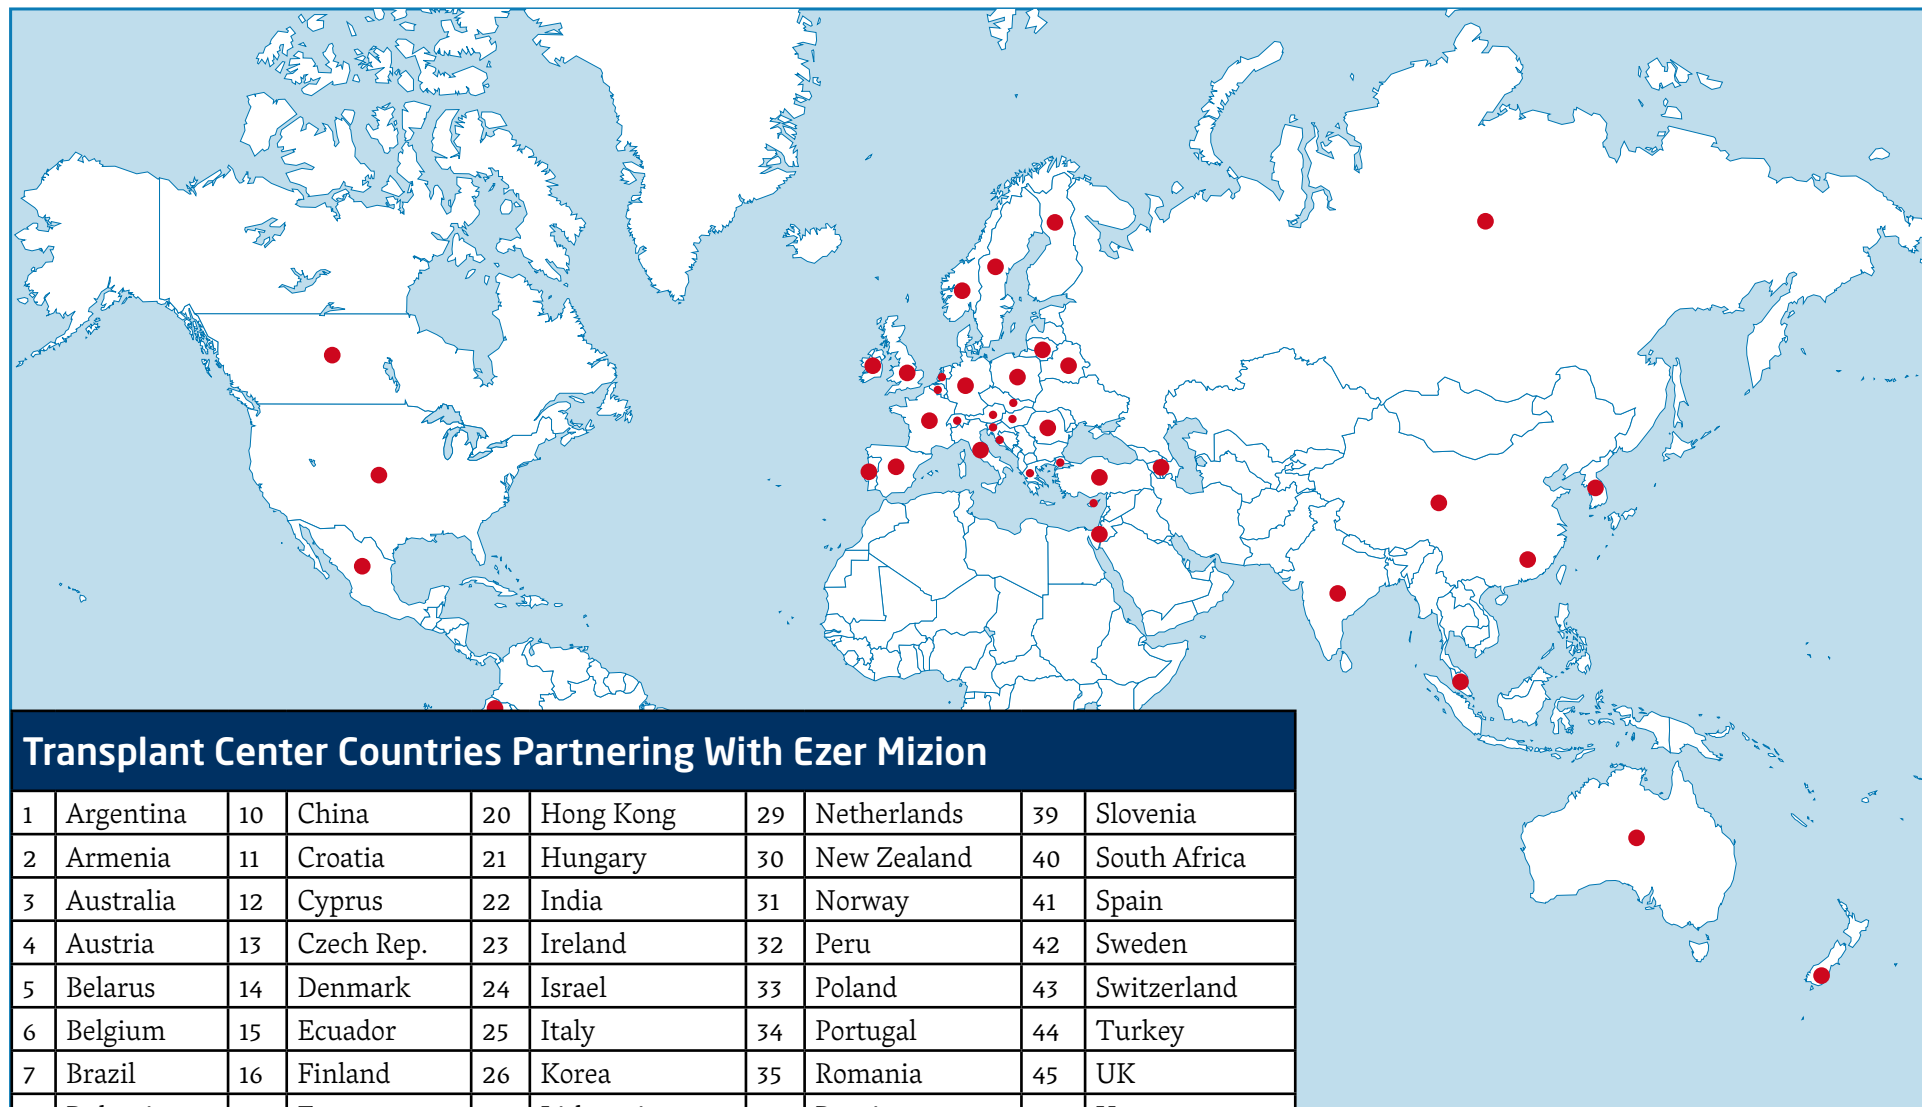 Transplant Center Countries Partnering With Ezer Mizion
1 Argentina 10 China 20 Hong Kong 29 Netherlands 39 Slovenia
2 Armenia 11 Croatia 21 Hungary 30 New Zealand 40 South Africa
3 Australia 12 Cyprus 22 India 31 Norway 41 Spain
4 Austria 13 Czech Rep. 23 Ireland 32 Peru 42 Sweden
5 Belarus 14 Denmark 24 Israel 33 Poland 43 Switzerland
6 Belgium 15 Ecuador 25 Italy 34 Portugal 44 Turkey
7 Brazil 16 Finland 26 Korea 35 Romania 45 UK